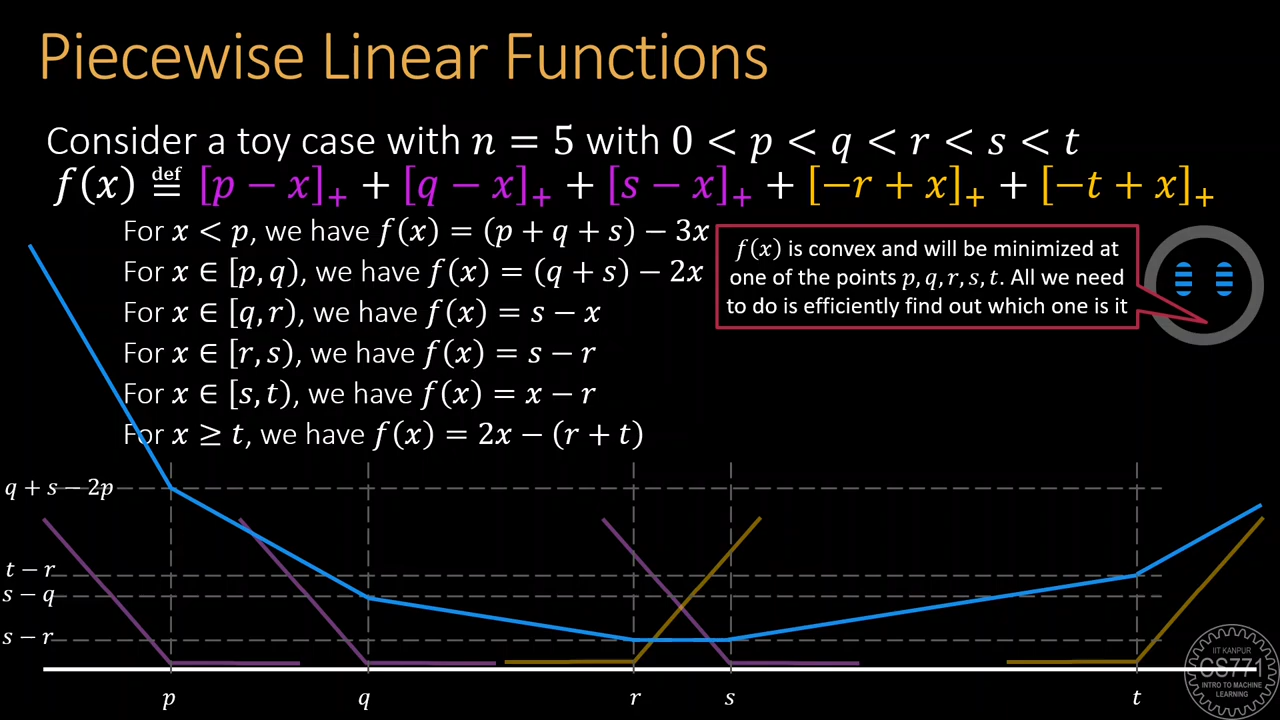 Piecewise Linear Functions
Consider a toy case with n = 5 with 0 < p < q < r < s < t
f(x) ≝ [p − x]₊ + [q − x]₊ + [s − x]₊ + [−r + x]₊ + [−t + x]₊
For x < p, we have f(x) = (p + q + s) − 3x
For x ∈ [p, q), we have f(x) = (q + s) − 2x
For x ∈ [q, r), we have f(x) = s − x
For x ∈ [r, s), we have f(x) = s − r
For x ∈ [s, t), we have f(x) = x − r
For x ≥ t, we have f(x) = 2x − (r + t)
f(x) is convex and will be minimized at
one of the points p, q, r, s, t. All we need
to do is efficiently find out which one is it
q + s − 2p
t − r
s − q
s − r
p q r s t
IIT KANPUR
CS771
INTRO TO MACHINE
LEARNING